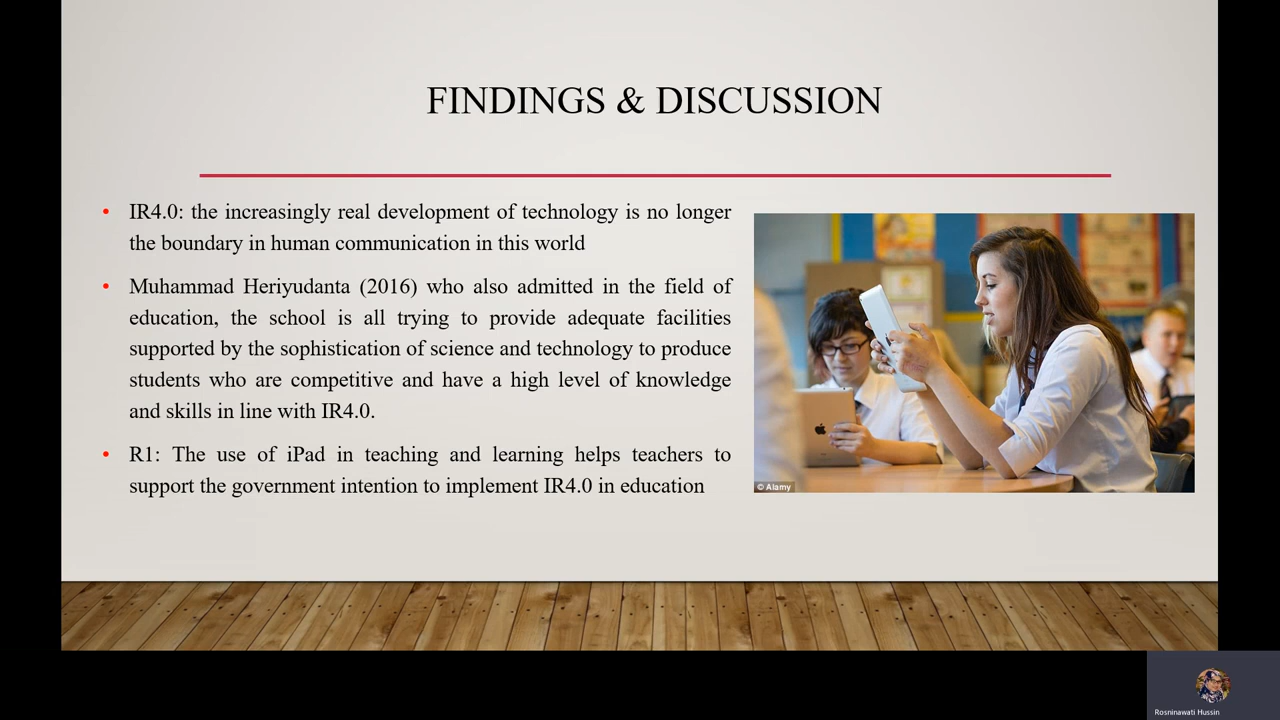 FINDINGS & DISCUSSION
• IR4.0: the increasingly real development of technology is no longer
the boundary in human communication in this world
• Muhammad Heriyudanta (2016) who also admitted in the field of
education, the school is all trying to provide adequate facilities
supported by the sophistication of science and technology to produce
students who are competitive and have a high level of knowledge
and skills in line with IR4.0.
• R1: The use of iPad in teaching and learning helps teachers to
support the government intention to implement IR4.0 in education
© Alamy
Rosninawati Hussin